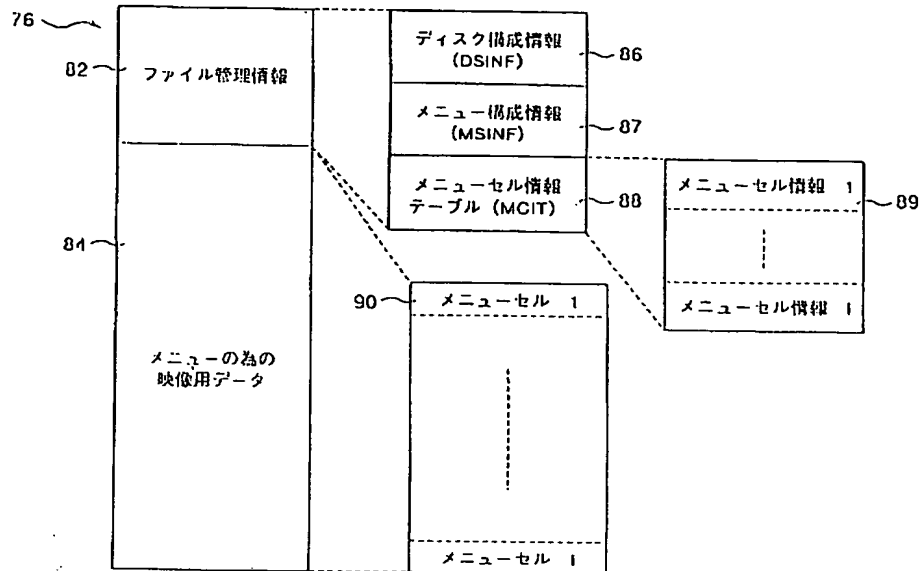 76
82
ファイル管理情報
84
メニューの為の
映像用データ
ディスク構成情報
(DSINF)
86
メニュー構成情報
(MSINF)
87
メニューセル情報
テーブル (MCIT)
88
メニューセル情報 1
89
メニューセル情報 i
90
メニューセル 1
メニューセル i